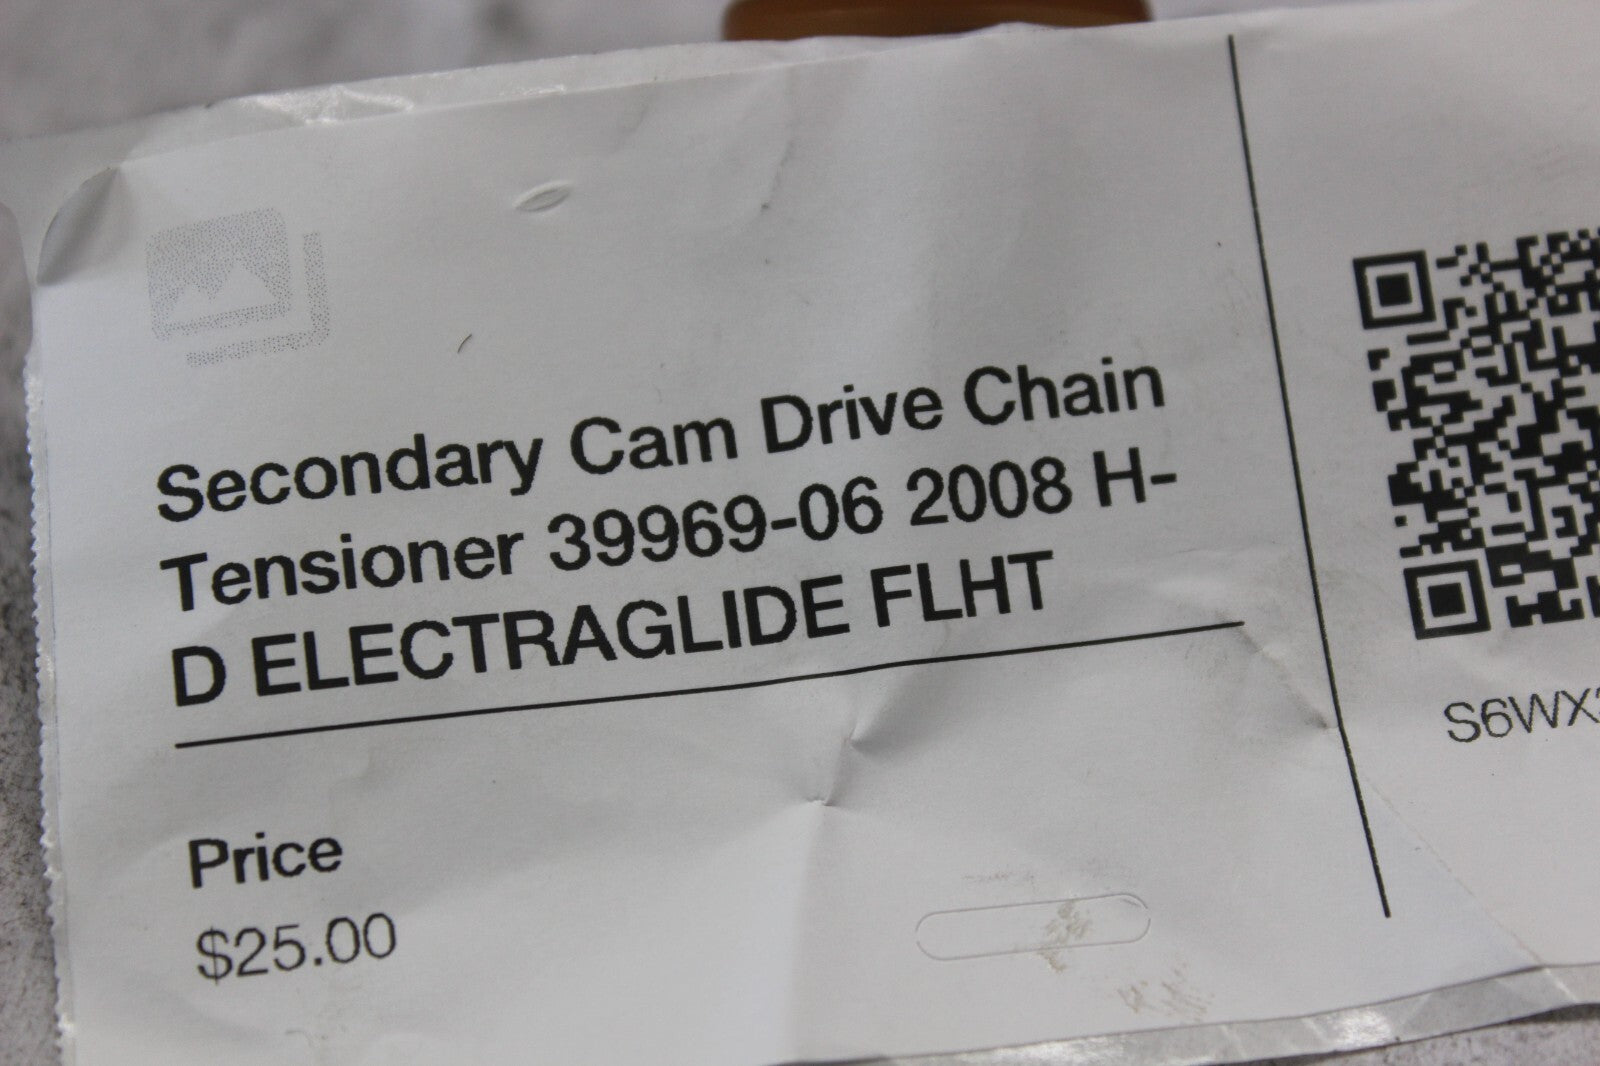 Secondary Cam Drive Chain
Tensioner 39969-06 2008 H-
D ELECTRAGLIDE FLHT
Price
$25.00